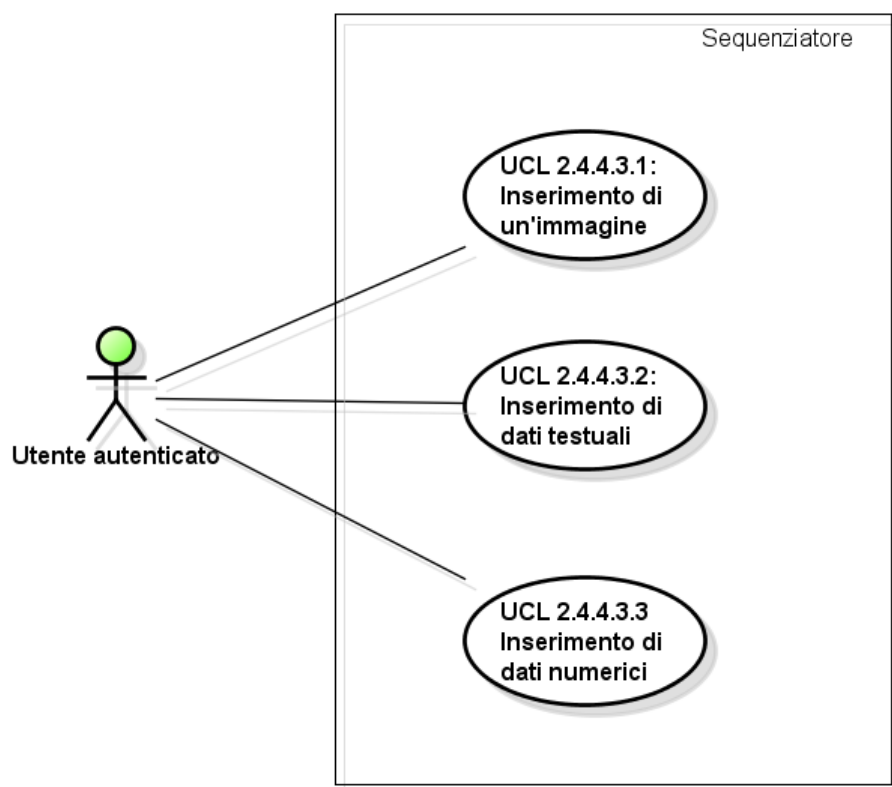 Sequenziatore
UCL 2.4.4.3.1:
Inserimento di
un'immagine
UCL 2.4.4.3.2:
Inserimento di
dati testuali
Utente autenticato
UCL 2.4.4.3.3
Inserimento di
dati numerici